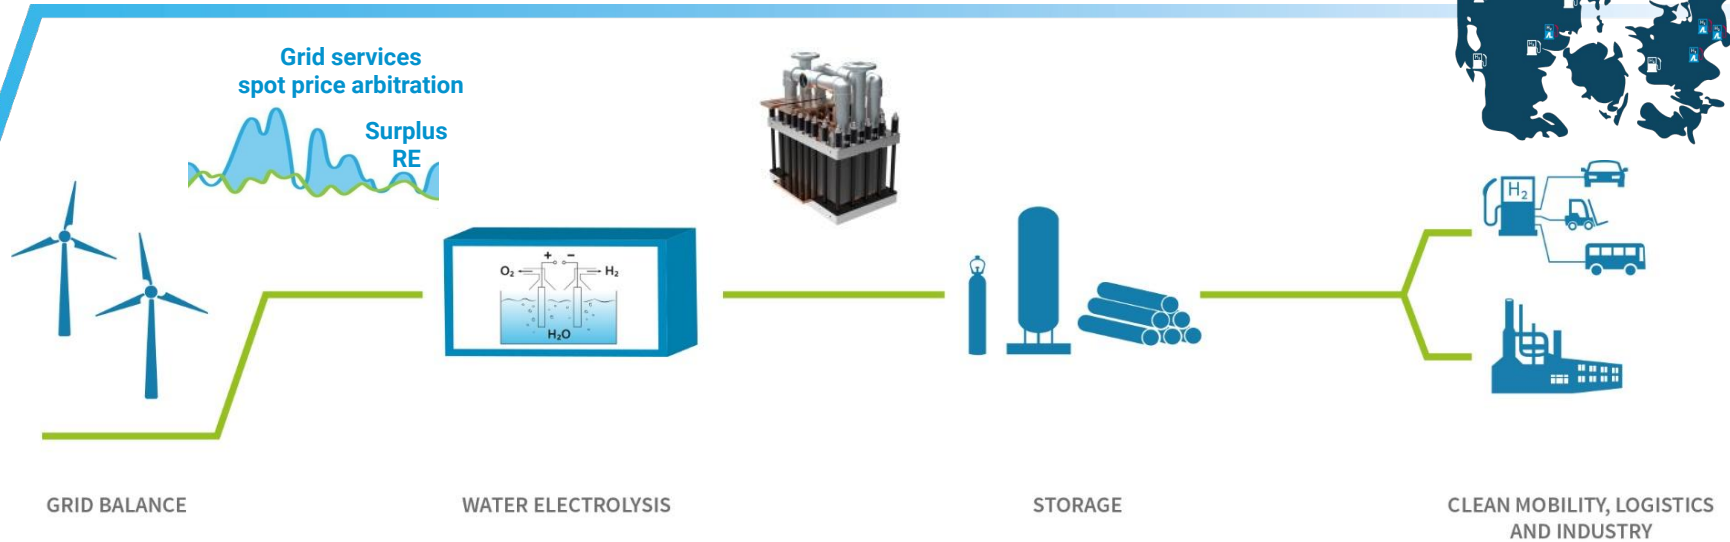 Grid services
spot price arbitration
Surplus
RE
+ −
O₂
H₂
H₂O
H₂
GRID BALANCE
WATER ELECTROLYSIS
STORAGE
CLEAN MOBILITY, LOGISTICS
AND INDUSTRY